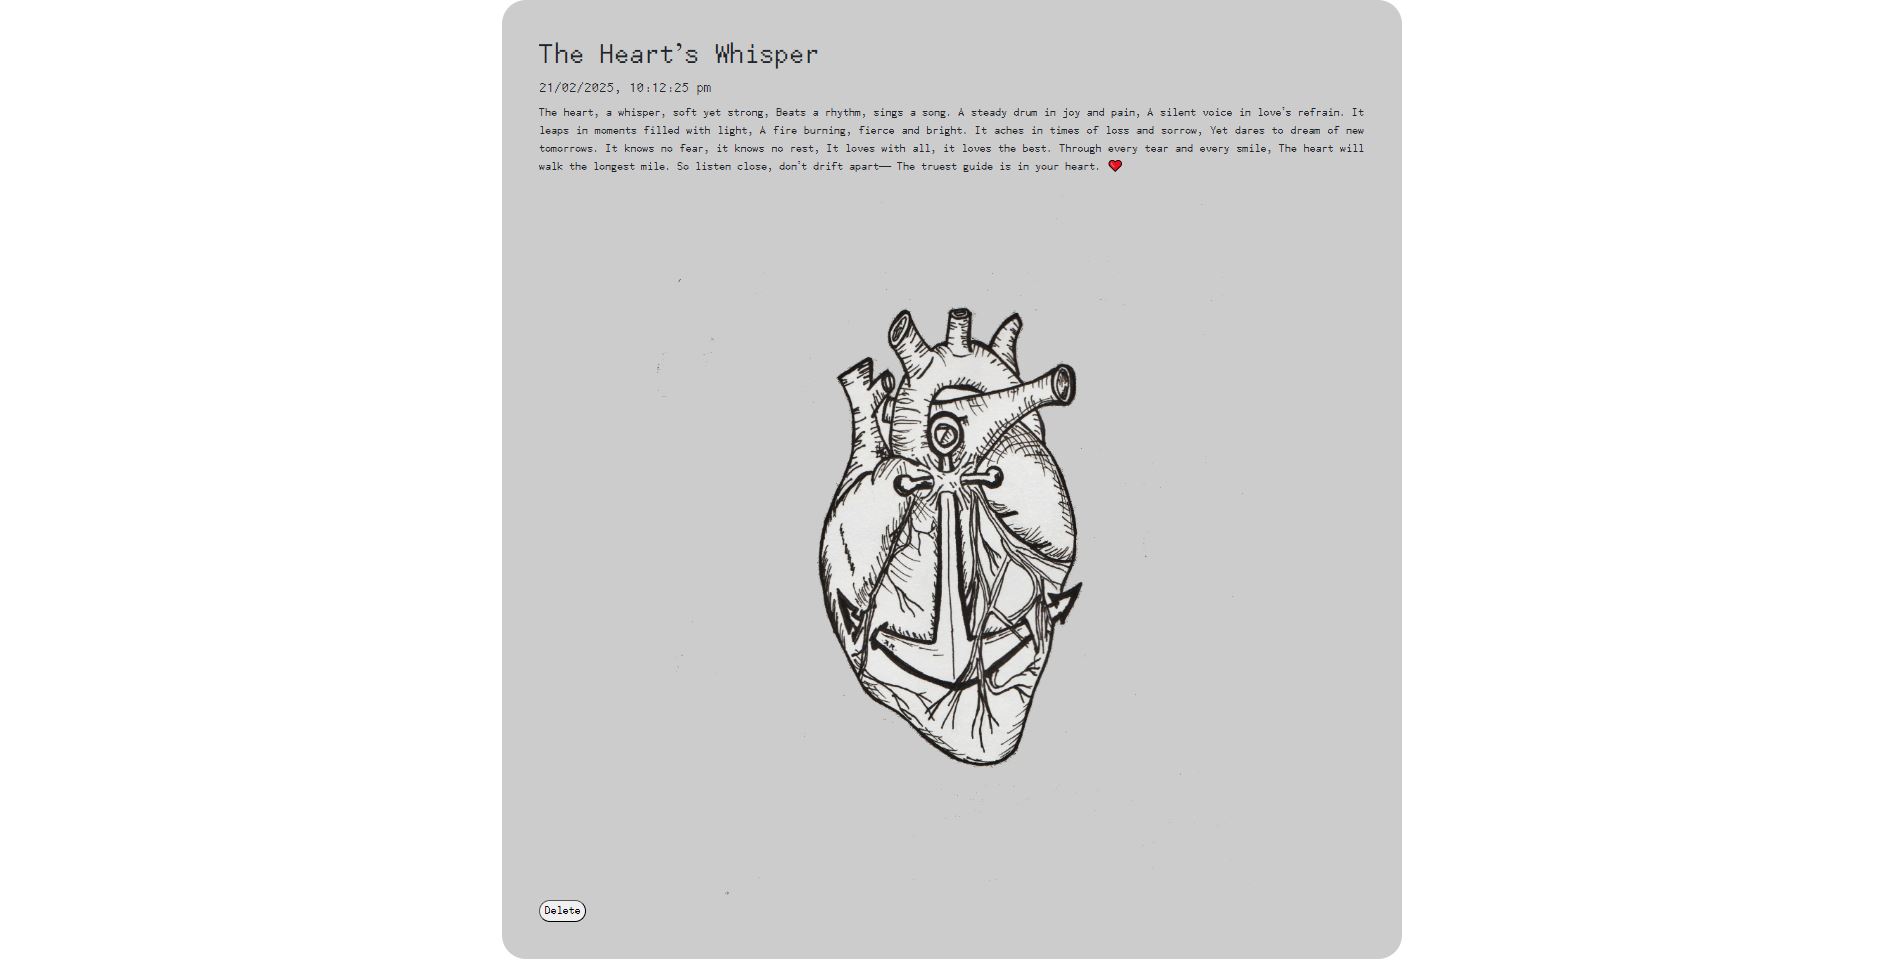 The Heart’s Whisper
21/02/2025, 10:12:25 pm
The heart, a whisper, soft yet strong, Beats a rhythm, sings a song. A steady drum in joy and pain, A silent voice in love’s refrain. It
leaps in moments filled with light, A fire burning, fierce and bright. It aches in times of loss and sorrow, Yet dares to dream of new
tomorrows. It knows no fear, it knows no rest, It loves with all, it loves the best. Through every tear and every smile, The heart will
walk the longest mile. So listen close, don’t drift apart— The truest guide is in your heart. ❤️
Delete